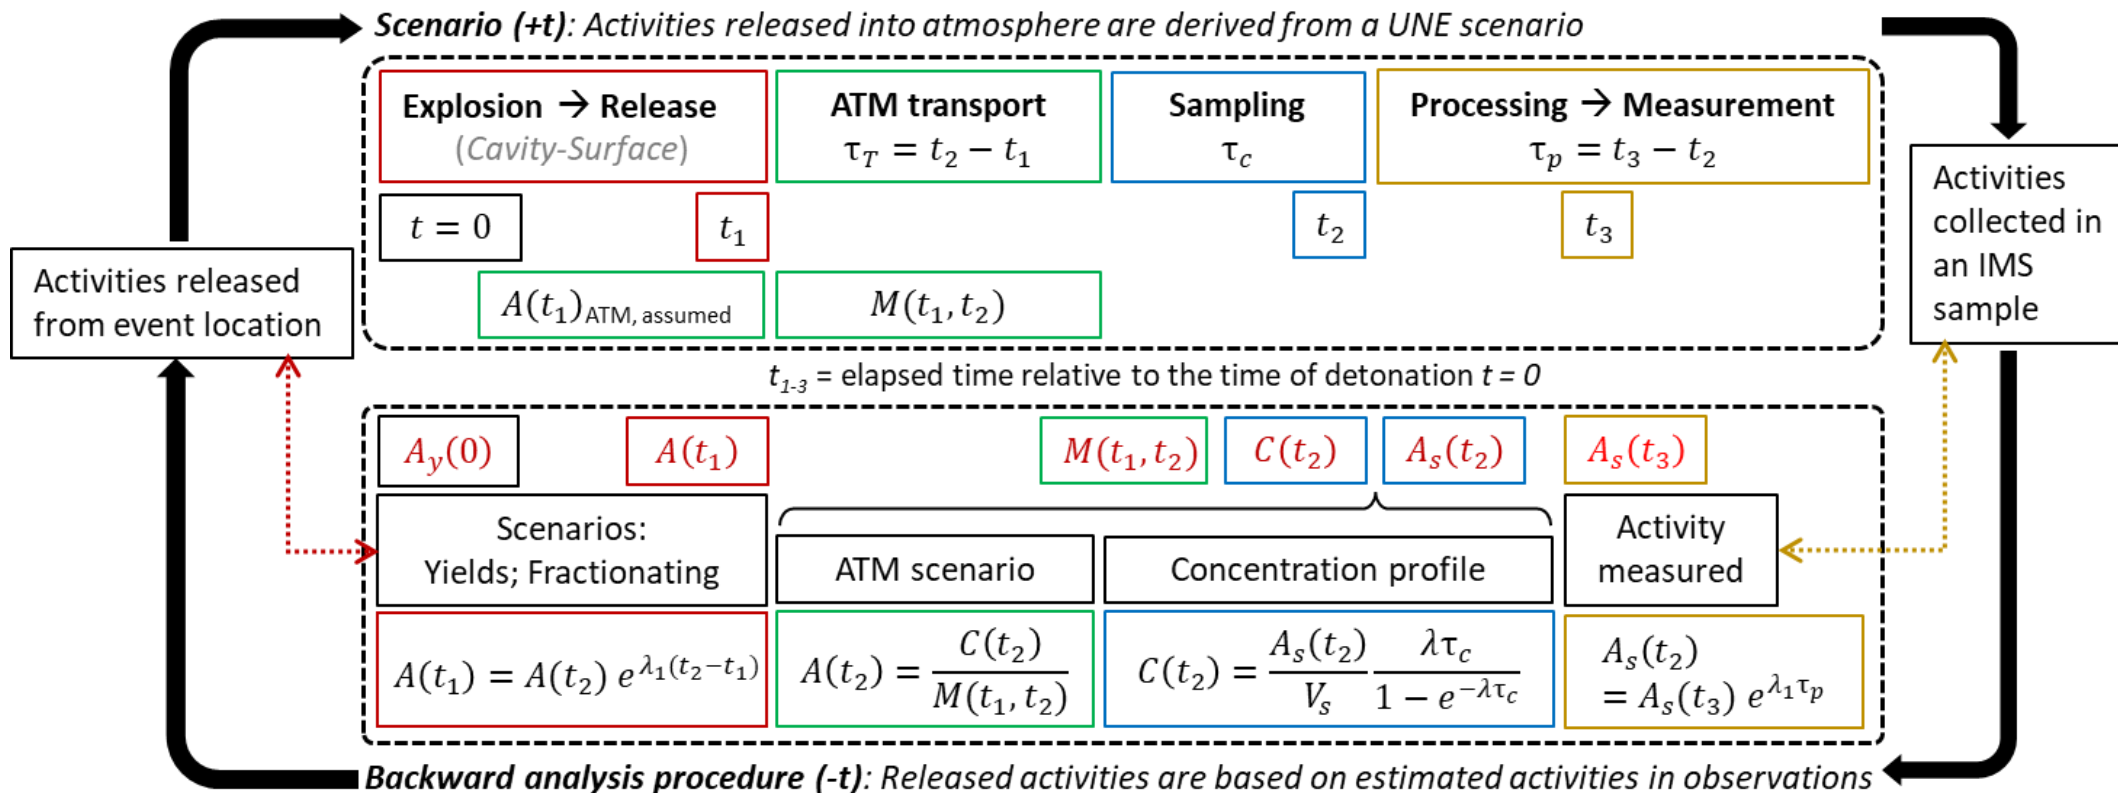 Scenario (+t): Activities released into atmosphere are derived from a UNE scenario
Explosion → Release
(Cavity-Surface)
ATM transport
τ_T = t_2 − t_1
Sampling
τ_c
Processing → Measurement
τ_p = t_3 − t_2
t = 0
t_1
t_2
t_3
A(t_1)_ATM, assumed
M(t_1, t_2)
Activities released
from event location
Activities
collected in
an IMS
sample
t_1-3 = elapsed time relative to the time of detonation t = 0
A_y(0)
A(t_1)
M(t_1, t_2)
C(t_2)
A_s(t_2)
A_s(t_3)
Scenarios:
Yields; Fractionating
ATM scenario
Concentration profile
Activity
measured
A(t_1) = A(t_2) e^{λ_1(t_2−t_1)}
A(t_2) = C(t_2) / M(t_1, t_2)
C(t_2) = A_s(t_2) / V_s λτ_c / 1 − e^{−λτ_c}
A_s(t_2)
= A_s(t_3) e^{λ_1τ_p}
Backward analysis procedure (-t): Released activities are based on estimated activities in observations